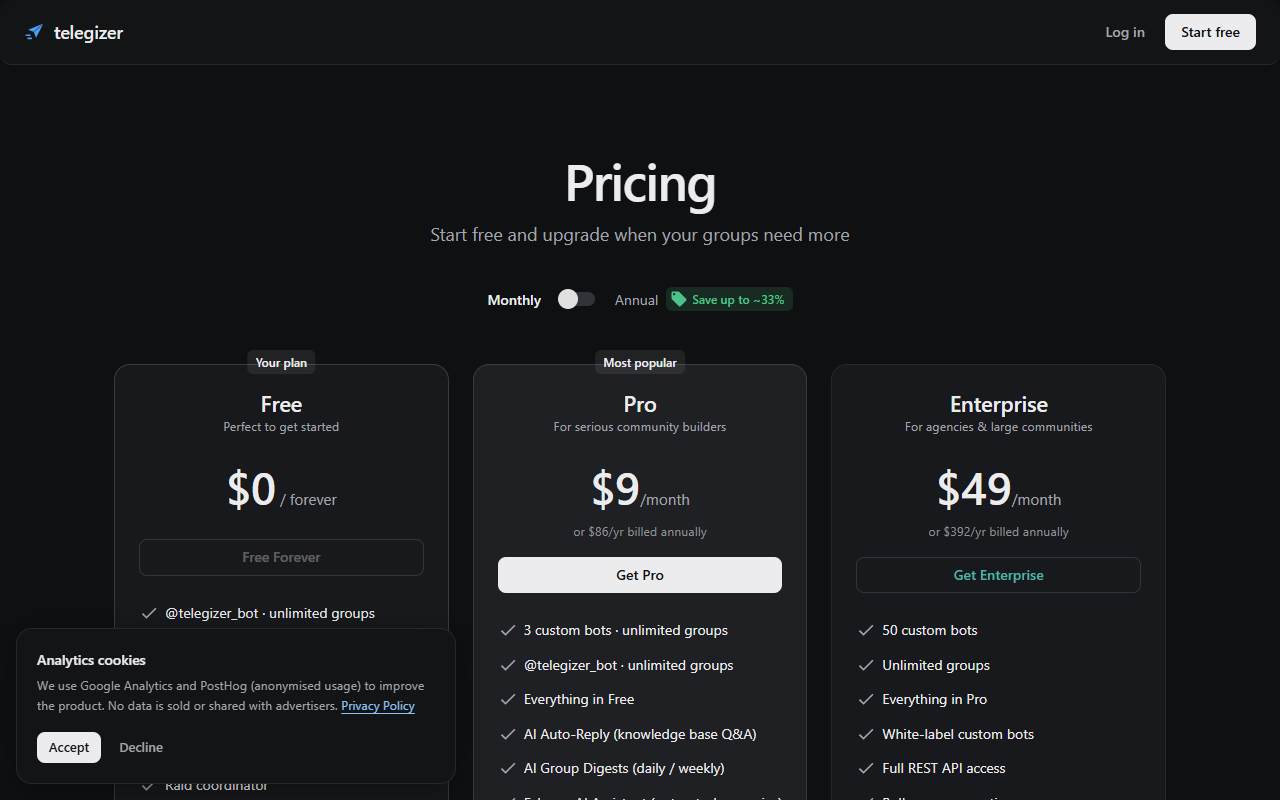 telegizer
Log in
Start free
Pricing
Start free and upgrade when your groups need more
Monthly
Annual
Save up to ~33%
Your plan
Free
Perfect to get started
$0 / forever
Free Forever
@telegizer_bot · unlimited groups
Raid coordinator
Most popular
Pro
For serious community builders
$9/month
or $86/yr billed annually
Get Pro
3 custom bots · unlimited groups
@telegizer_bot · unlimited groups
Everything in Free
AI Auto-Reply (knowledge base Q&A)
AI Group Digests (daily / weekly)
Enterprise
For agencies & large communities
$49/month
or $392/yr billed annually
Get Enterprise
50 custom bots
Unlimited groups
Everything in Pro
White-label custom bots
Full REST API access
Analytics cookies
We use Google Analytics and PostHog (anonymised usage) to improve
the product. No data is sold or shared with advertisers. Privacy Policy
Accept
Decline